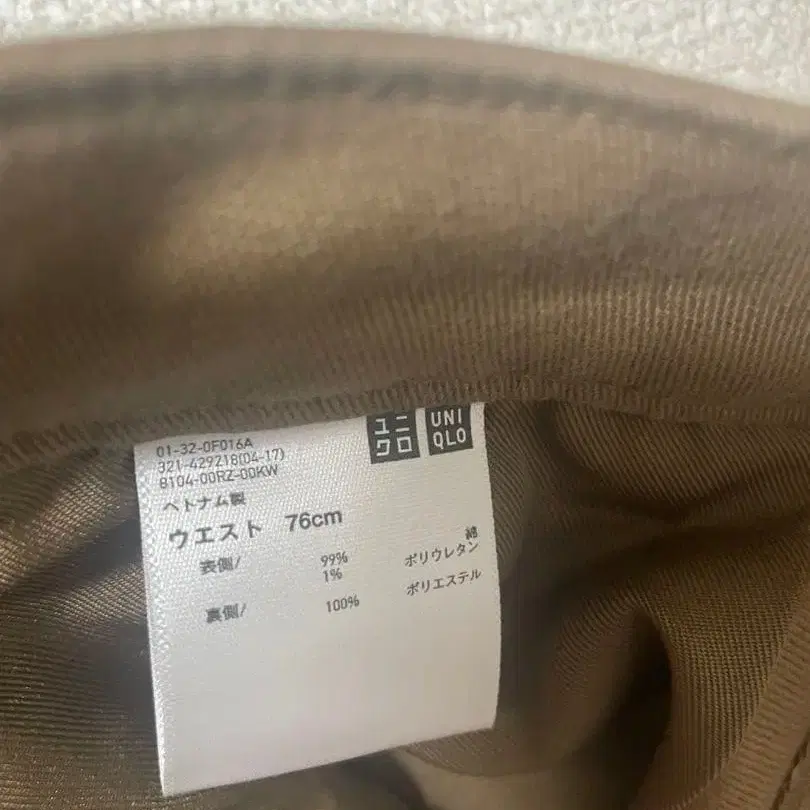 ユニ
クロ
UNI
QLO
01-32-0F016A
321-429218(04-17)
8104-00RZ-00KW
ベトナム製
ウエスト 76cm
表側/ 99% 綿
1% ポリウレタン
裏側/ 100% ポリエステル